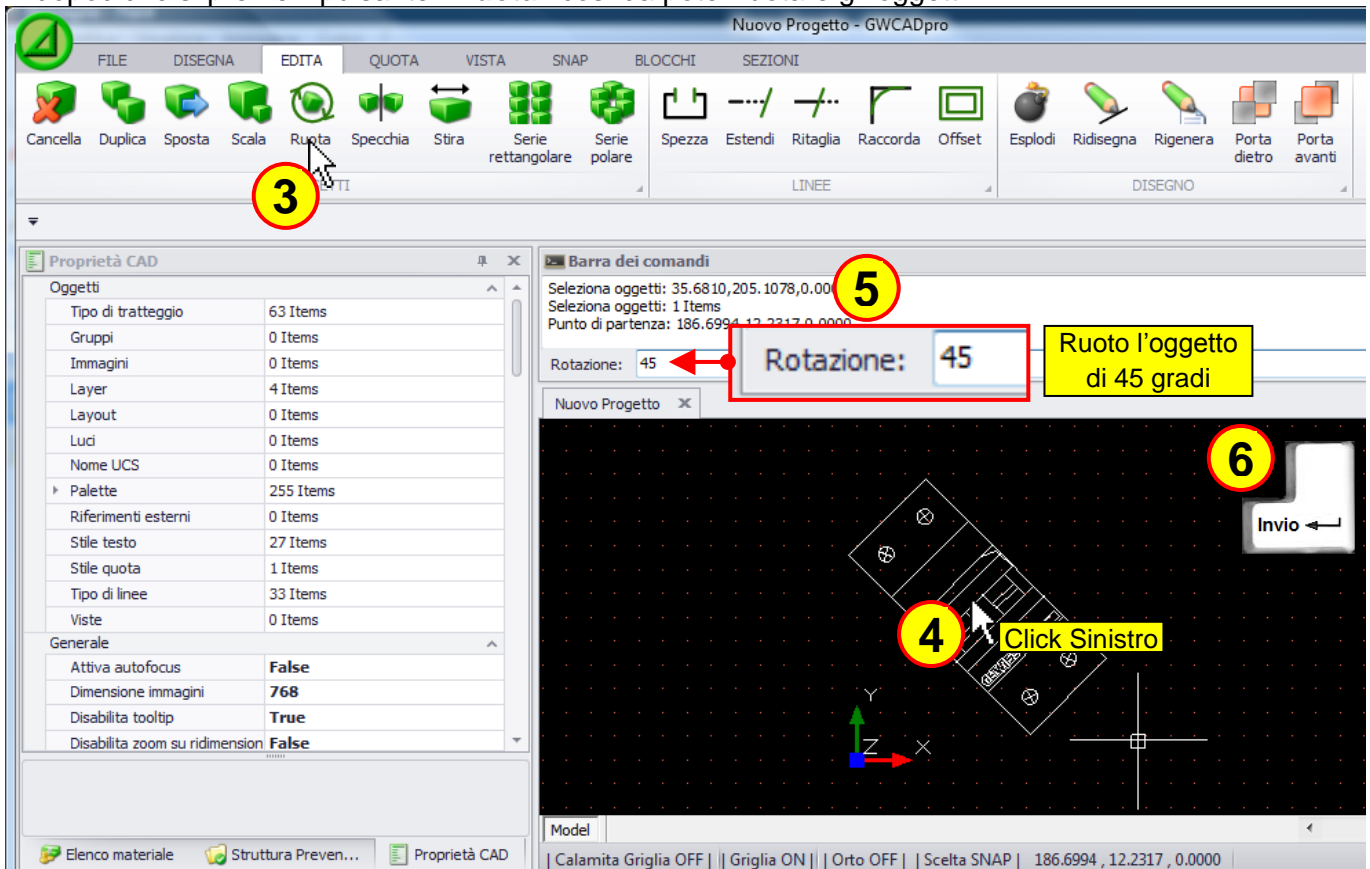 Nuovo Progetto - GWCADpro
FILE DISEGNA EDITA QUOTA VISTA SNAP BLOCCHI SEZIONI
Cancella Duplica Sposta Scala Ruota Specchia Stira Serie rettangolare Serie polare Spezza Estendi Ritaglia Raccorda Offset Esplodi Ridisegna Rigenera Porta dietro Porta avanti
3
LINEE DISEGNO
Proprietà CAD
Oggetti
Tipo di tratteggio 63 Items
Gruppi 0 Items
Immagini 0 Items
Layer 4 Items
Layout 0 Items
Luci 0 Items
Nome UCS 0 Items
Palette 255 Items
Riferimenti esterni 0 Items
Stile testo 27 Items
Stile quota 1 Items
Tipo di linee 33 Items
Viste 0 Items
Generale
Attiva autofocus False
Dimensione immagini 768
Disabilita tooltip True
Disabilita zoom su ridimension False
Elenco materiale Struttura Preven... Proprietà CAD
Barra dei comandi
Seleziona oggetti: 35.6810,205.1078,0.00
5
Seleziona oggetti: 1 Items
Punto di partenza: 186.6994,12.2317,0.0000
Rotazione: 45
Rotazione: 45
Ruoto l'oggetto
di 45 gradi
Nuovo Progetto
6
Invio
4
Click Sinistro
Y
Z X
Model
| Calamita Griglia OFF | | Griglia ON | | Orto OFF | | Scelta SNAP | 186.6994 , 12.2317 , 0.0000